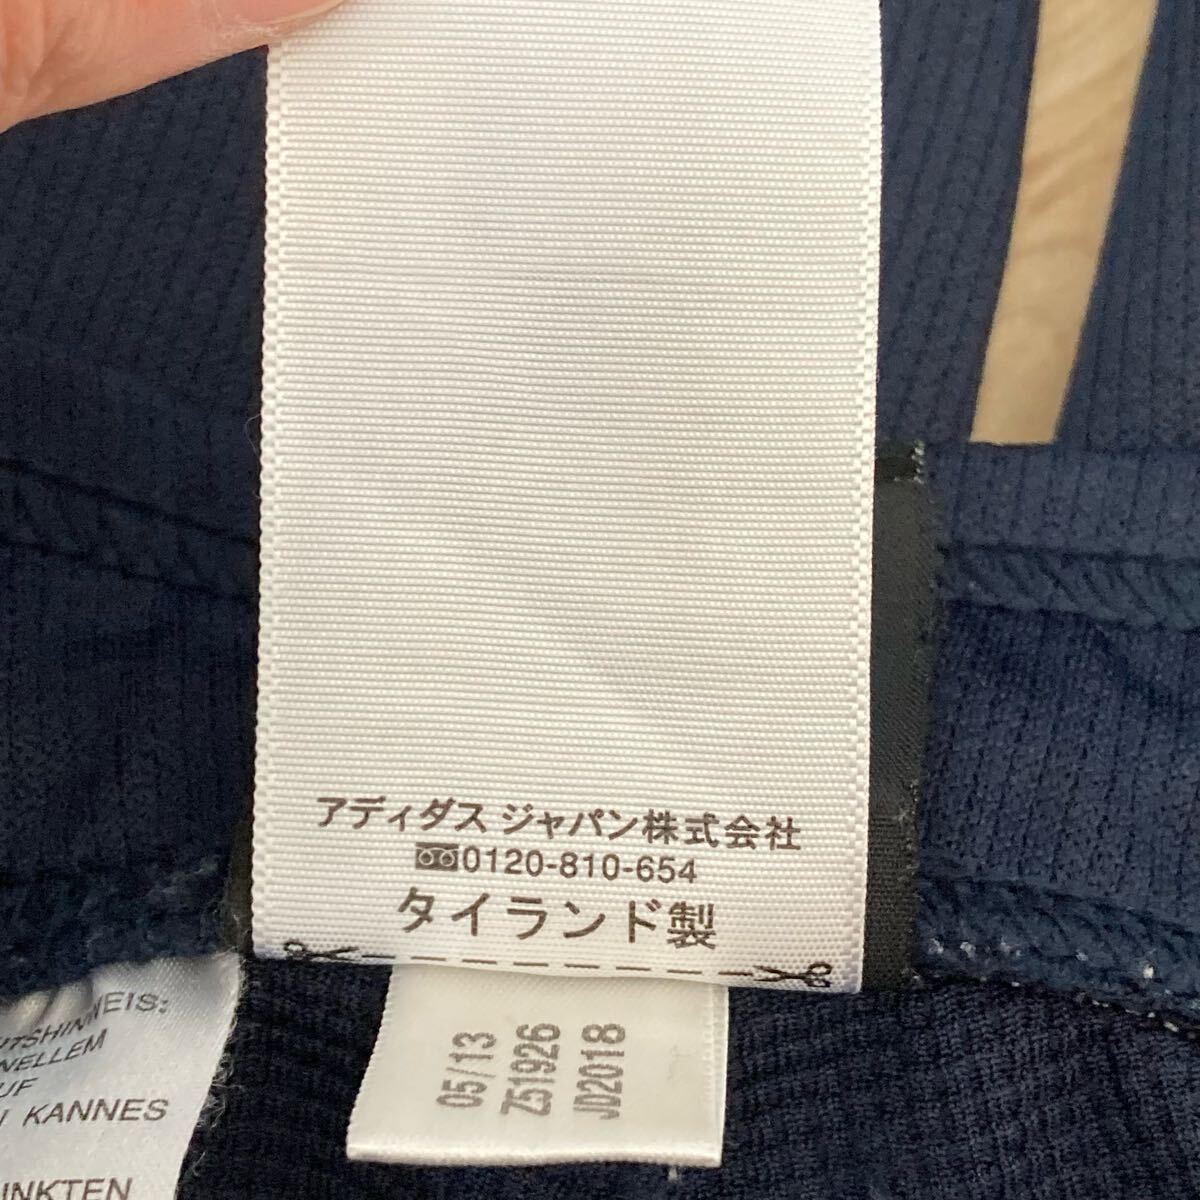 アディダス ジャパン株式会社
0120-810-654
タイランド製
05/13
Z51926
JD2018
KANNES